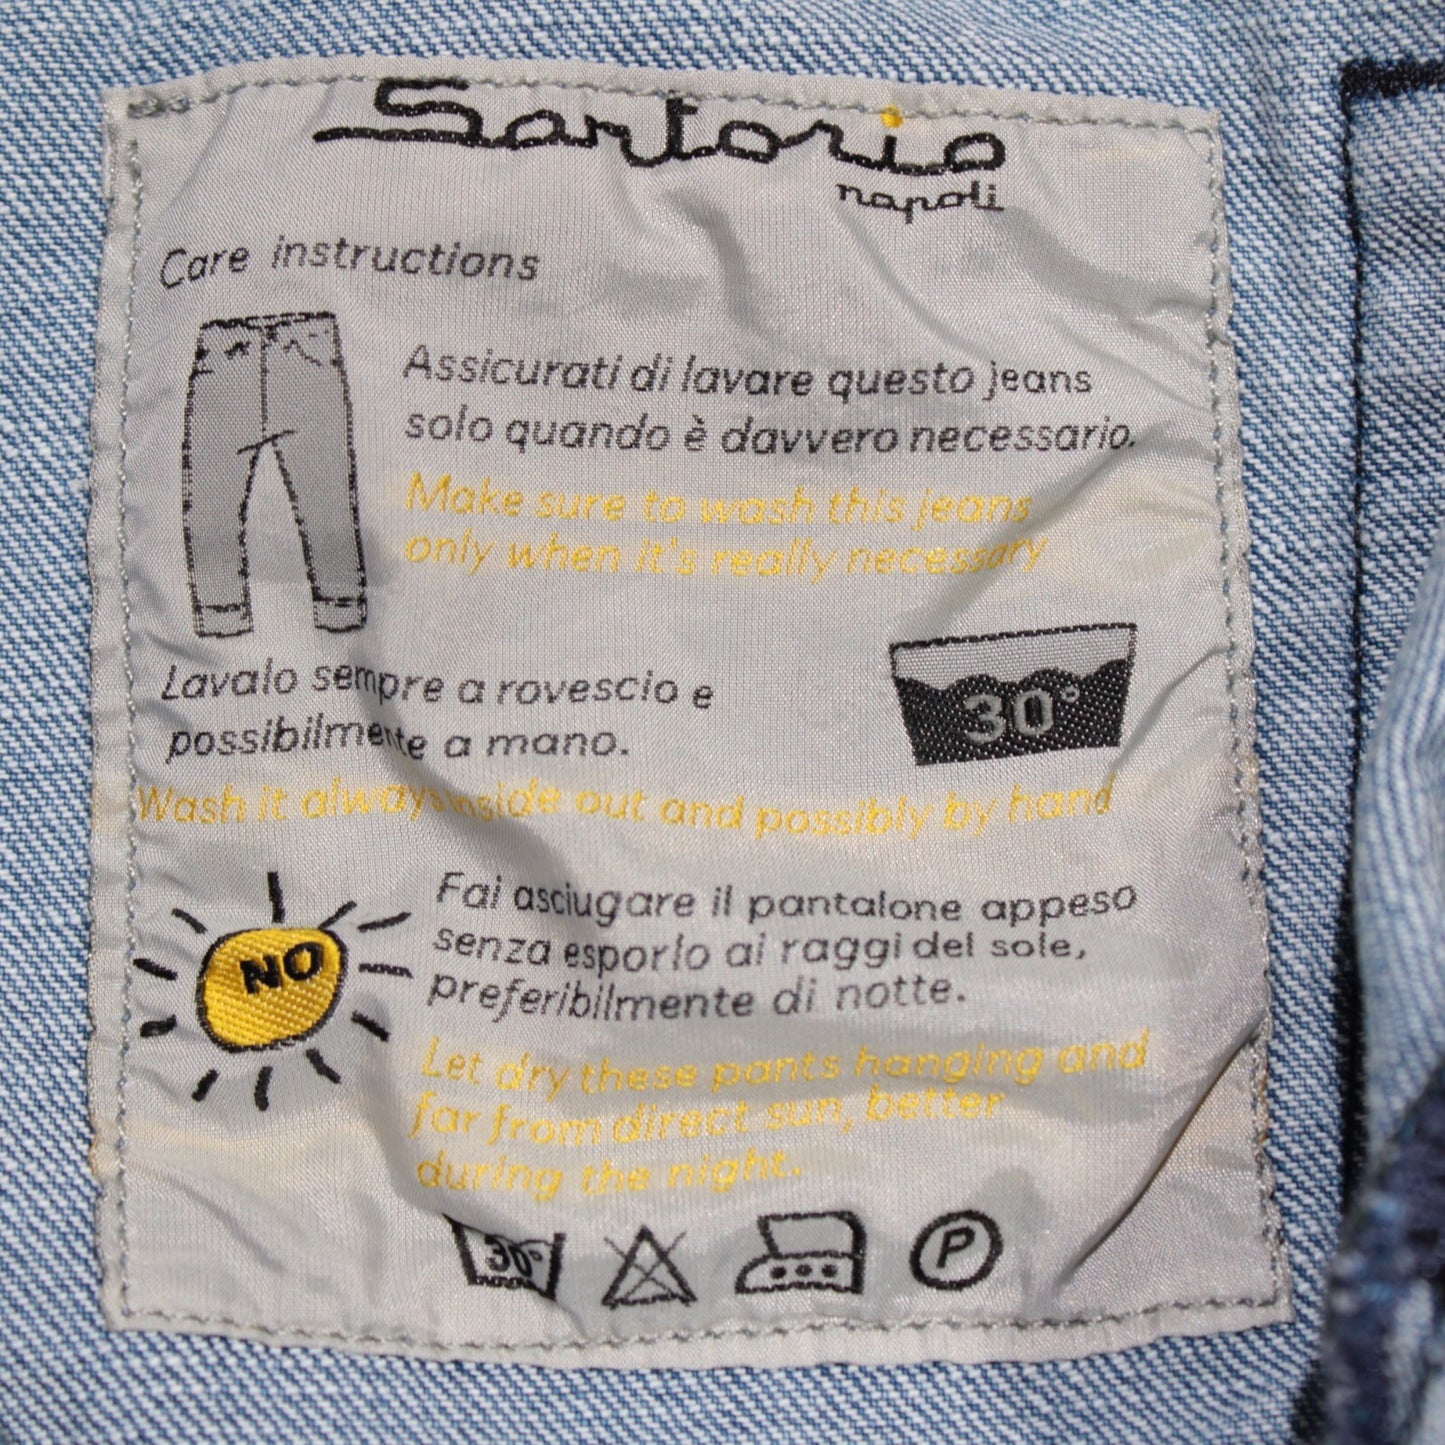 Sartorio
napoli
Care instructions
Assicurati di lavare questo jeans
solo quando è davvero necessario.
Make sure to wash this jeans
only when it's really necessary
Lavalo sempre a rovescio e
possibilmente a mano.
30°
Wash it always inside out and possibly by hand
NO
Fai asciugare il pantalone appeso
senza esporlo ai raggi del sole,
preferibilmente di notte.
Let dry these pants hanging and
far from direct sun, better
during the night.
30°
P